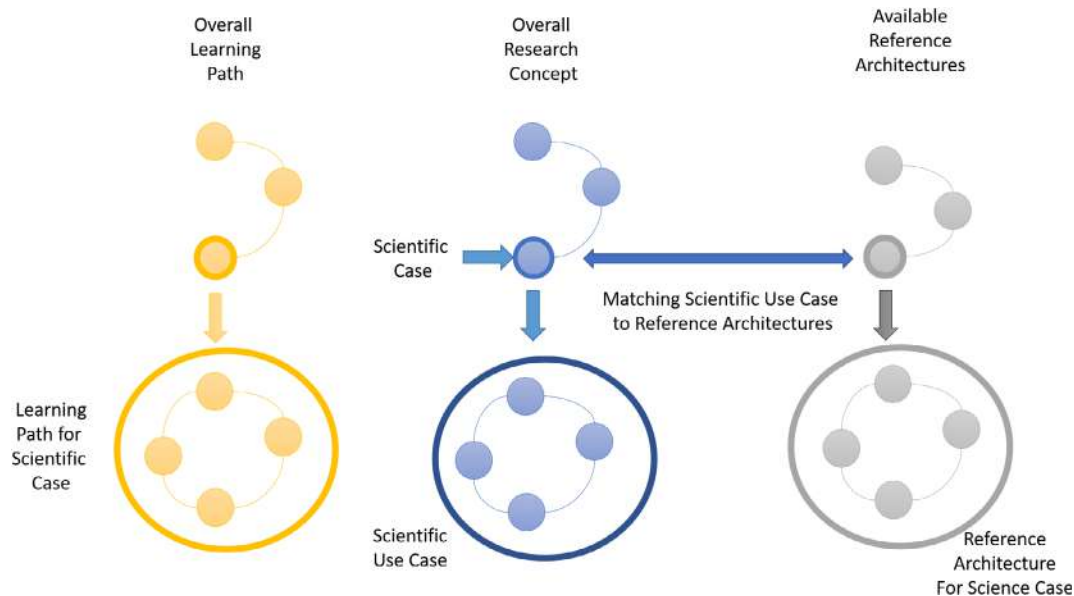 Overall
Learning
Path
Overall
Research
Concept
Available
Reference
Architectures
Scientific
Case
Matching Scientific Use Case
to Reference Architectures
Learning
Path for
Scientific
Case
Scientific
Use Case
Reference
Architecture
For Science Case